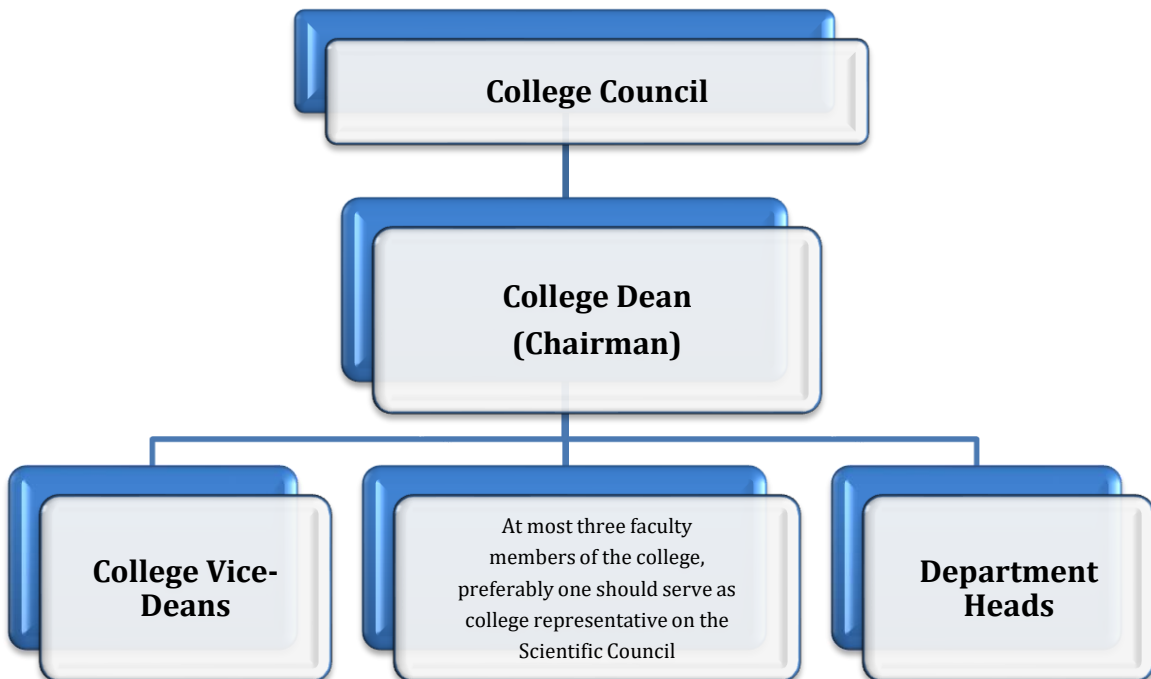 College Council
College Dean
(Chairman)
College Vice-
Deans
At most three faculty
members of the college,
preferably one should serve as
college representative on the
Scientific Council
Department
Heads